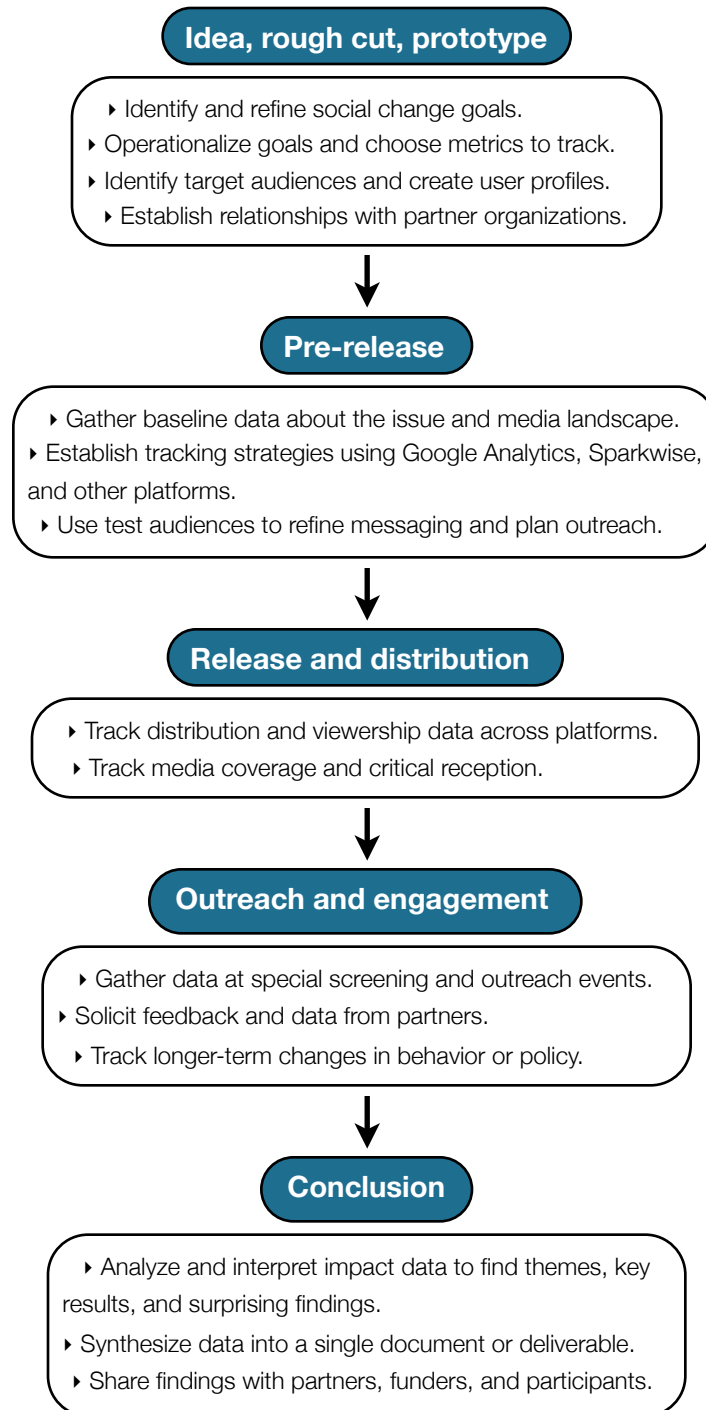 Idea, rough cut, prototype
‣ Identify and refine social change goals.
‣ Operationalize goals and choose metrics to track.
‣ Identify target audiences and create user profiles.
‣ Establish relationships with partner organizations.
Pre-release
‣ Gather baseline data about the issue and media landscape.
‣ Establish tracking strategies using Google Analytics, Sparkwise,
and other platforms.
‣ Use test audiences to refine messaging and plan outreach.
Release and distribution
‣ Track distribution and viewership data across platforms.
‣ Track media coverage and critical reception.
Outreach and engagement
‣ Gather data at special screening and outreach events.
‣ Solicit feedback and data from partners.
‣ Track longer-term changes in behavior or policy.
Conclusion
‣ Analyze and interpret impact data to find themes, key
results, and surprising findings.
‣ Synthesize data into a single document or deliverable.
‣ Share findings with partners, funders, and participants.